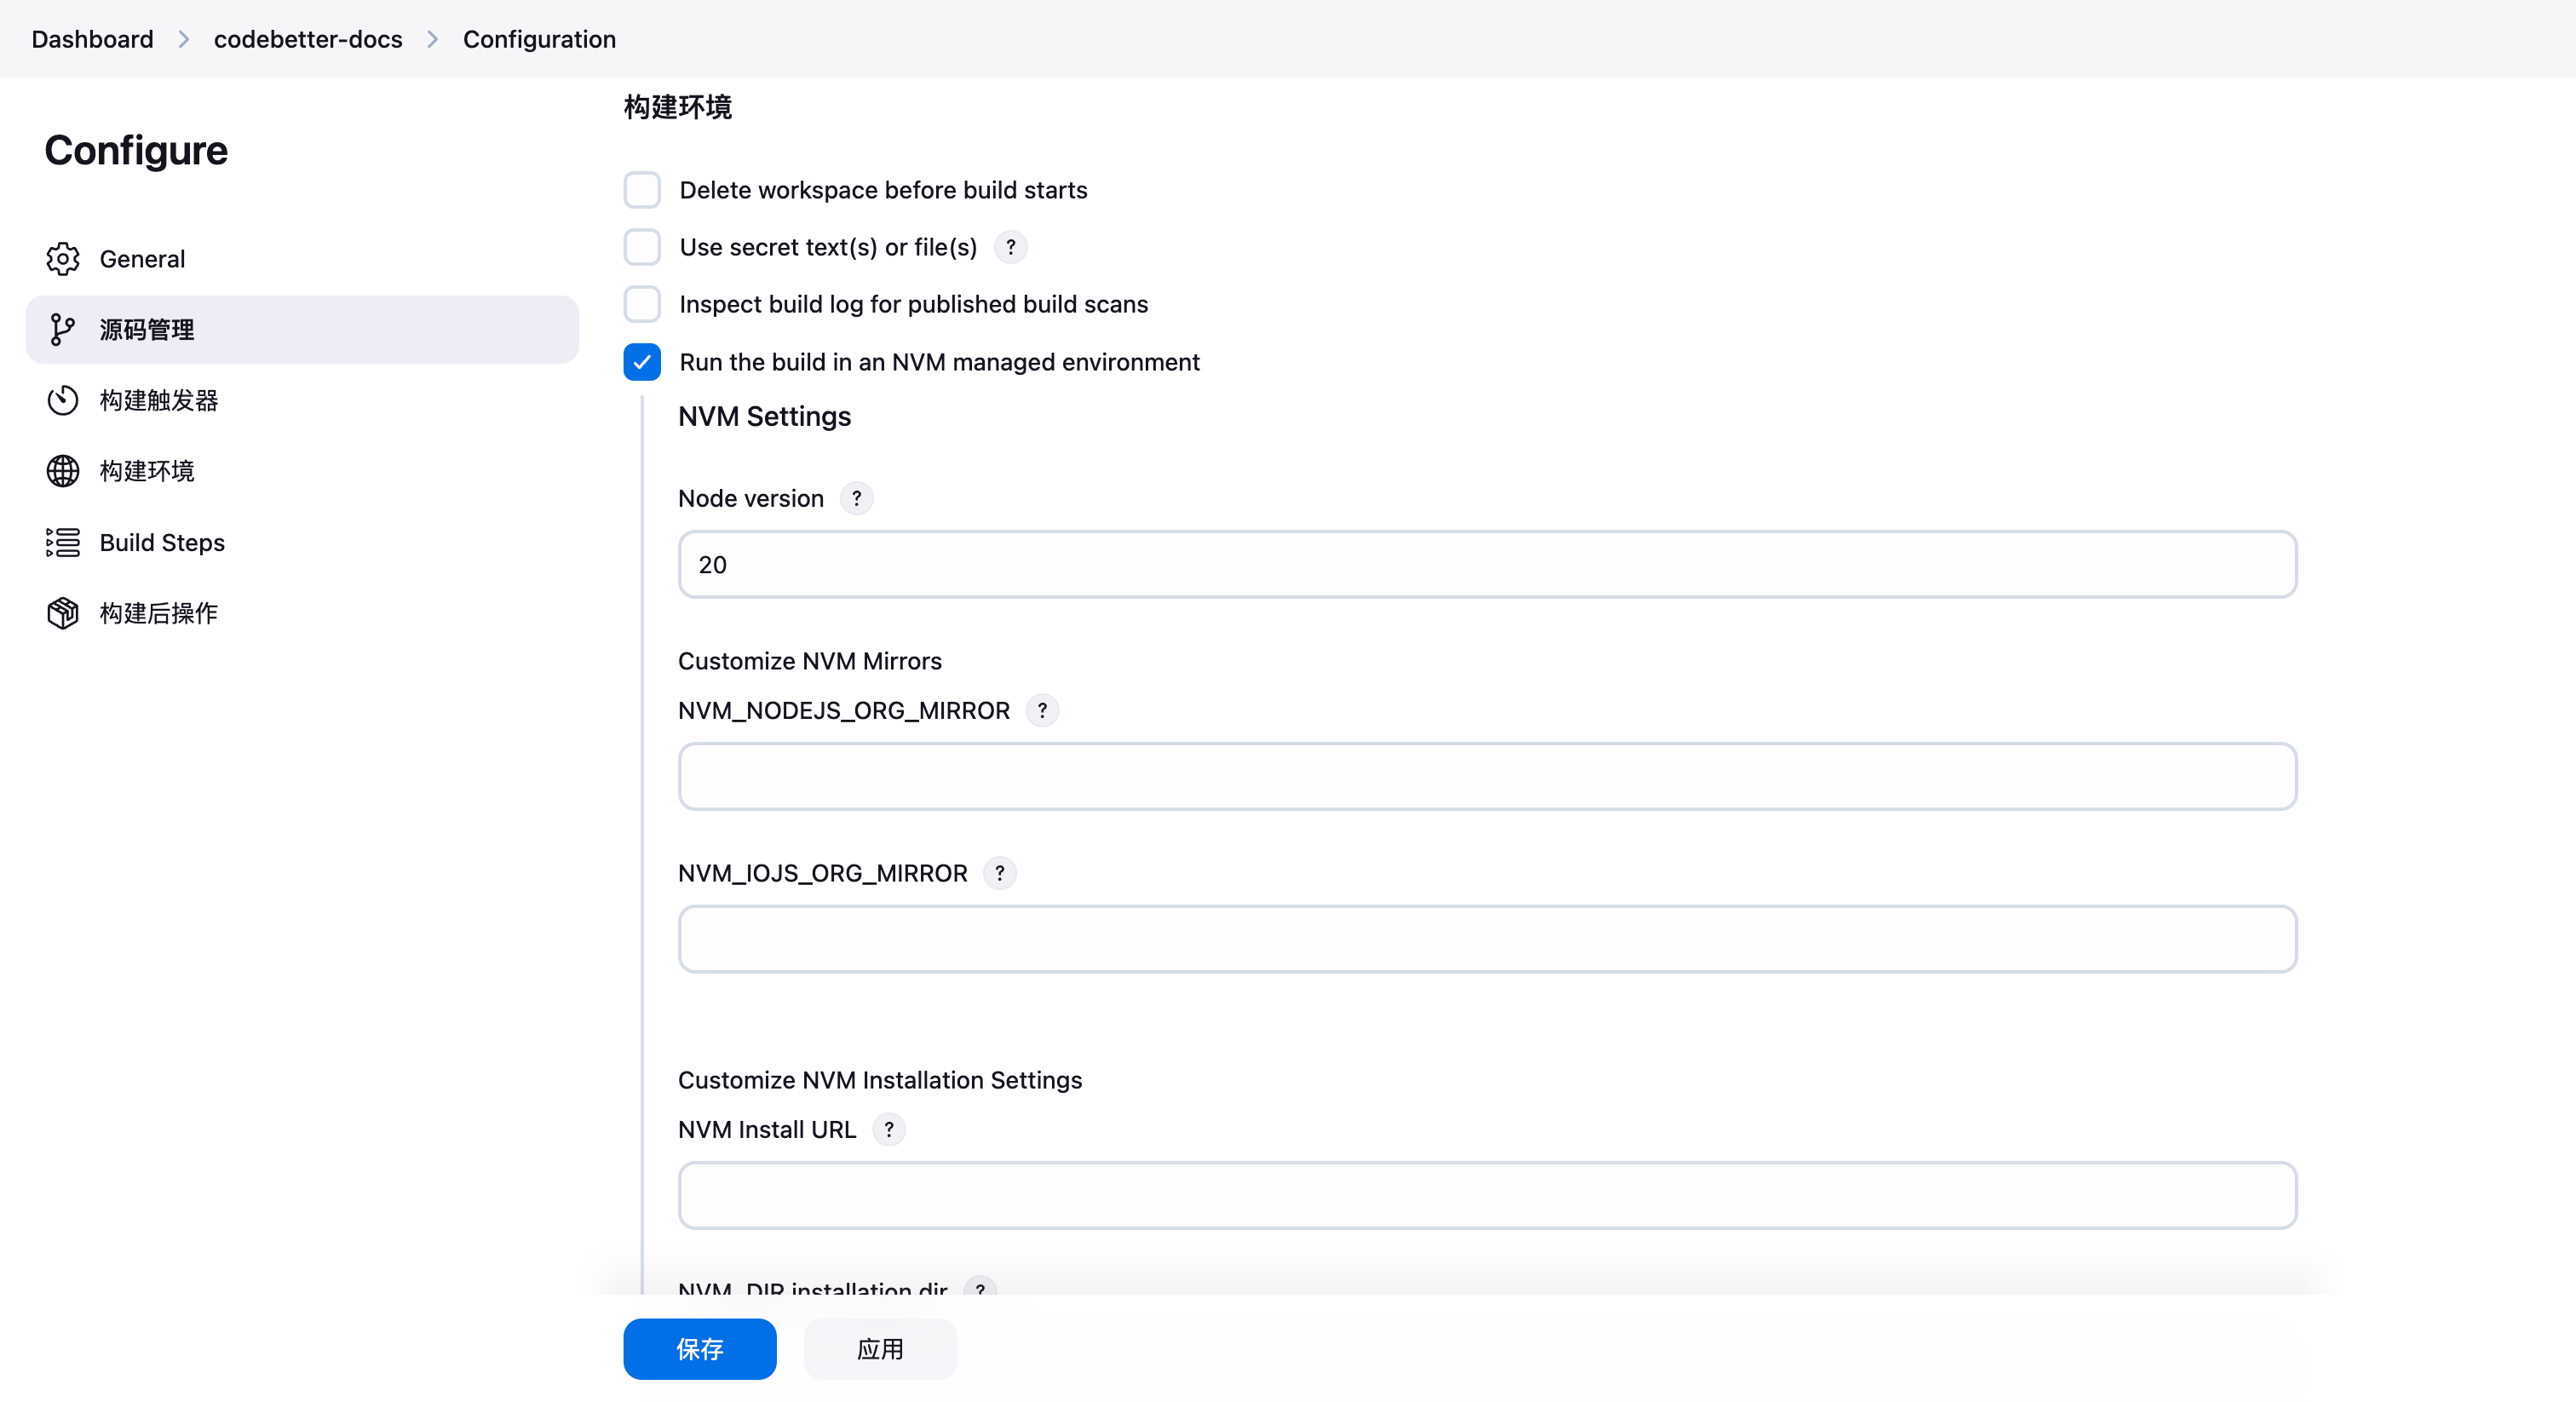 Dashboard > codebetter-docs > Configuration
Configure
General
源码管理
构建触发器
构建环境
Build Steps
构建后操作
构建环境
Delete workspace before build starts
Use secret text(s) or file(s) ?
Inspect build log for published build scans
Run the build in an NVM managed environment
NVM Settings
Node version ?
20
Customize NVM Mirrors
NVM_NODEJS_ORG_MIRROR ?
NVM_IOJS_ORG_MIRROR ?
Customize NVM Installation Settings
NVM Install URL ?
NVM_DIR installation dir ?
保存 应用